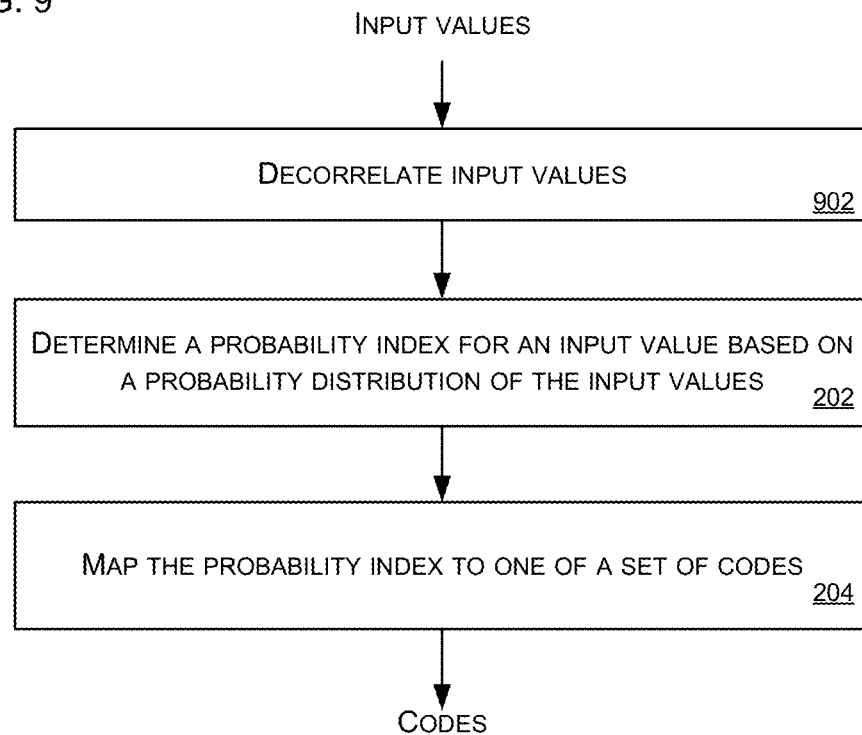 G. 9
INPUT VALUES
DECORRELATE INPUT VALUES
902
DETERMINE A PROBABILITY INDEX FOR AN INPUT VALUE BASED ON
A PROBABILITY DISTRIBUTION OF THE INPUT VALUES
202
MAP THE PROBABILITY INDEX TO ONE OF A SET OF CODES
204
CODES